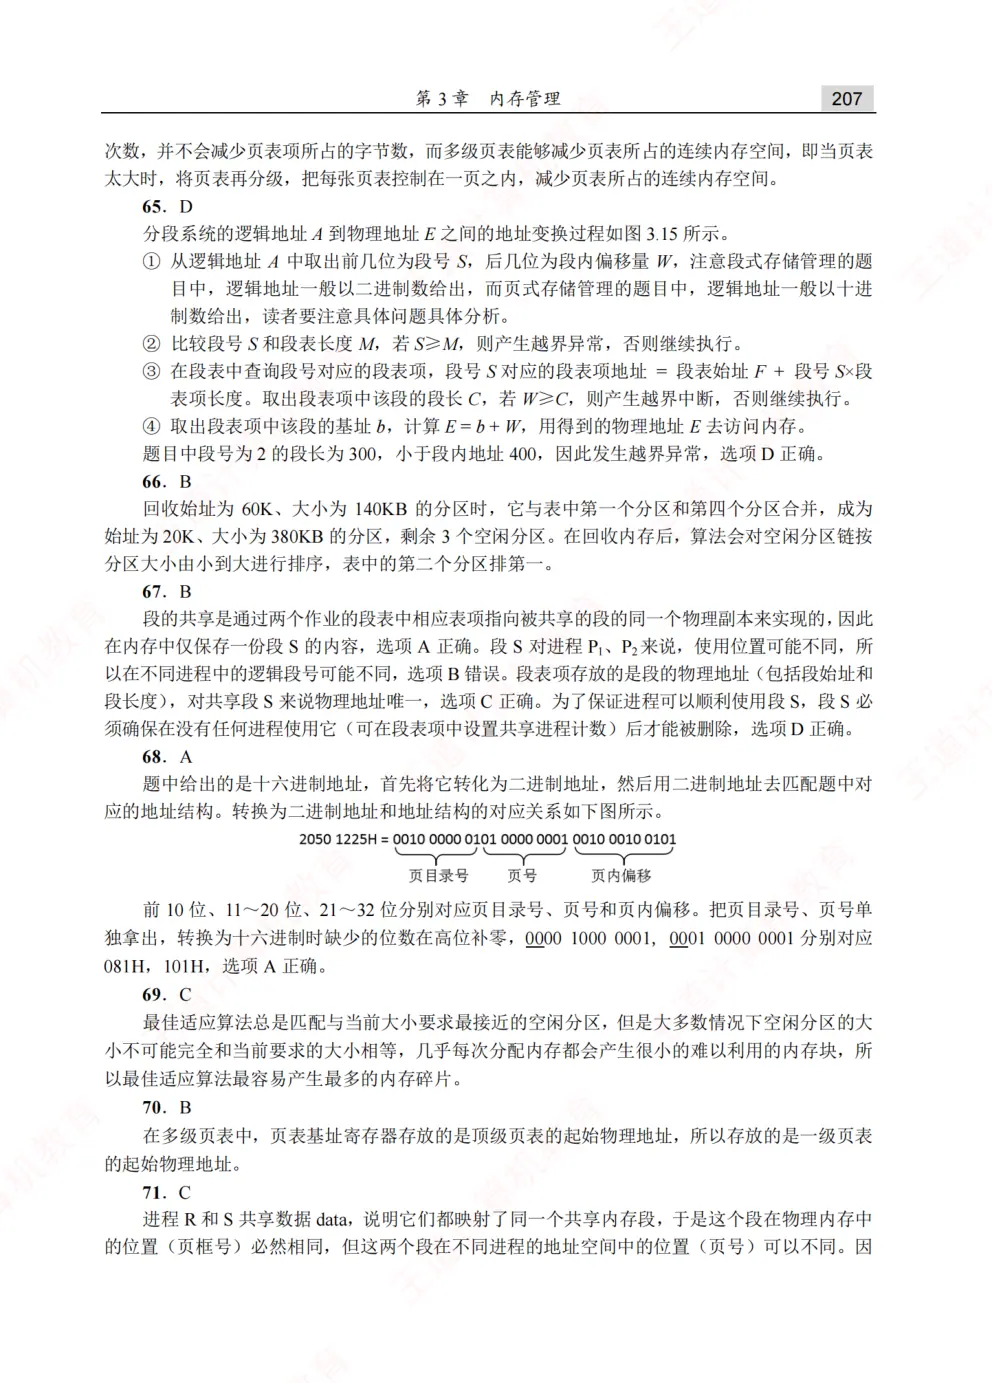 第 3 章 内存管理 207
次数，并不会减少页表项所占的字节数，而多级页表能够减少页表所占的连续内存空间，即当页表
太大时，将页表再分级，把每张页表控制在一页之内，减少页表所占的连续内存空间。
65．D
分段系统的逻辑地址 A 到物理地址 E 之间的地址变换过程如图 3.15 所示。
① 从逻辑地址 A 中取出前几位为段号 S，后几位为段内偏移量 W，注意段式存储管理的题
目中，逻辑地址一般以二进制数给出，而页式存储管理的题目中，逻辑地址一般以十进
制数给出，读者要注意具体问题具体分析。
② 比较段号 S 和段表长度 M，若 S≥M，则产生越界异常，否则继续执行。
③ 在段表中查询段号对应的段表项，段号 S 对应的段表项地址 = 段表始址 F + 段号 S×段
表项长度。取出段表项中该段的段长 C，若 W≥C，则产生越界中断，否则继续执行。
④ 取出段表项中该段的基址 b，计算 E = b + W，用得到的物理地址 E 去访问内存。
题目中段号为 2 的段长为 300，小于段内地址 400，因此发生越界异常，选项 D 正确。
66．B
回收始址为 60K、大小为 140KB 的分区时，它与表中第一个分区和第四个分区合并，成为
始址为 20K、大小为 380KB 的分区，剩余 3 个空闲分区。在回收内存后，算法会对空闲分区链按
分区大小由小到大进行排序，表中的第二个分区排第一。
67．B
段的共享是通过两个作业的段表中相应表项指向被共享的段的同一个物理副本来实现的，因此
在内存中仅保存一份段 S 的内容，选项 A 正确。段 S 对进程 P₁、P₂来说，使用位置可能不同，所
以在不同进程中的逻辑段号可能不同，选项 B 错误。段表项存放的是段的物理地址（包括段始址和
段长度），对共享段 S 来说物理地址唯一，选项 C 正确。为了保证进程可以顺利使用段 S，段 S 必
须确保在没有任何进程使用它（可在段表项中设置共享进程计数）后才能被删除，选项 D 正确。
68．A
题中给出的是十六进制地址，首先将它转化为二进制地址，然后用二进制地址去匹配题中对
应的地址结构。转换为二进制地址和地址结构的对应关系如下图所示。
2050 1225H = 0010 0000 0101 0000 0001 0010 0010 0101
页目录号 页号 页内偏移
前 10 位、11～20 位、21～32 位分别对应页目录号、页号和页内偏移。把页目录号、页号单
独拿出，转换为十六进制时缺少的位数在高位补零，0000 1000 0001, 0001 0000 0001 分别对应
081H，101H，选项 A 正确。
69．C
最佳适应算法总是匹配与当前大小要求最接近的空闲分区，但是大多数情况下空闲分区的大
小不可能完全和当前要求的大小相等，几乎每次分配内存都会产生很小的难以利用的内存块，所
以最佳适应算法最容易产生最多的内存碎片。
70．B
在多级页表中，页表基址寄存器存放的是顶级页表的起始物理地址，所以存放的是一级页表
的起始物理地址。
71．C
进程 R 和 S 共享数据 data，说明它们都映射了同一个共享内存段，于是这个段在物理内存中
的位置（页框号）必然相同，但这两个段在不同进程的地址空间中的位置（页号）可以不同。因